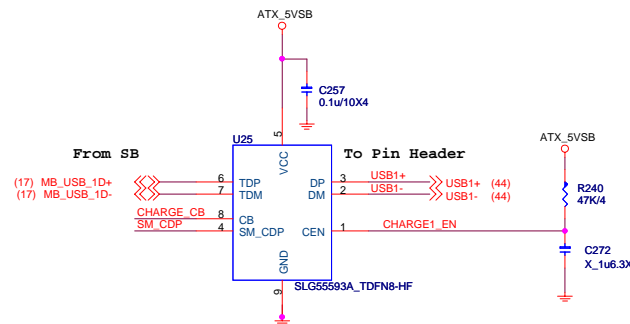 ATX_5VSB
C257
0.1u/10X4
U25
From SB
To Pin Header
ATX_5VSB
5
VCC
(17) MB_USB_1D+
6
TDP
DP
3
USB1+
USB1+ (44)
(17) MB_USB_1D-
7
TDM
DM
2
USB1-
USB1- (44)
R240
47K/4
CHARGE_CB
8
CB
SM_CDP
4
SM_CDP
CEN
1
CHARGE1_EN
C272
X_1u6.3X
GND
9
SLG55593A_TDFN8-HF